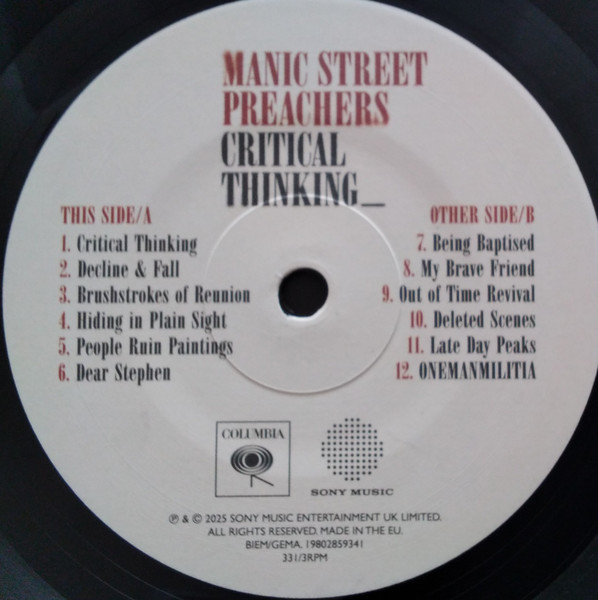 MANIC STREET
PREACHERS
CRITICAL
THINKING_
THIS SIDE/A
1. Critical Thinking
2. Decline & Fall
3. Brushstrokes of Reunion
4. Hiding in Plain Sight
5. People Ruin Paintings
6. Dear Stephen
OTHER SIDE/B
7. Being Baptised
8. My Brave Friend
9. Out of Time Revival
10. Deleted Scenes
11. Late Day Peaks
12. ONEMANMILITIA
COLUMBIA
SONY MUSIC
℗ & © 2025 SONY MUSIC ENTERTAINMENT UK LIMITED.
ALL RIGHTS RESERVED. MADE IN THE EU.
BIEM/GEMA. 19802859341
331/3RPM